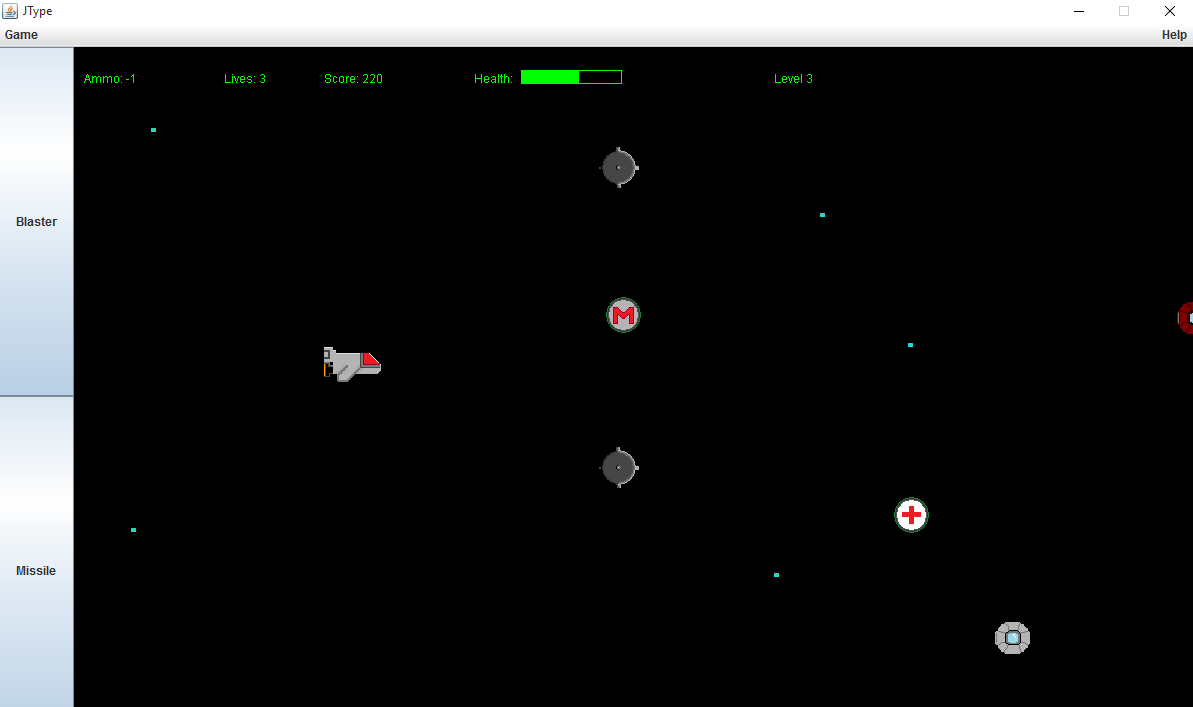 JType
Game Help
Ammo: -1 Lives: 3 Score: 220 Health: Level 3
Blaster
M
Missile